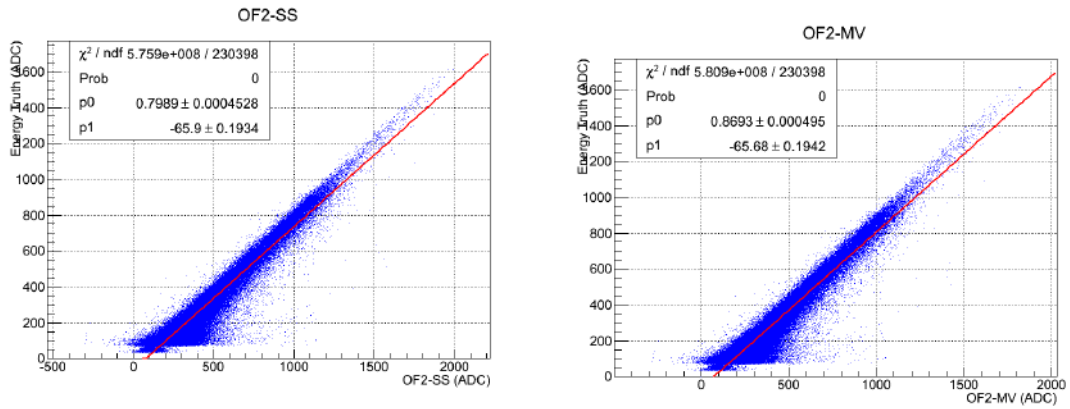 OF2-SS
χ² / ndf 5.759e+008 / 230398
Prob 0
p0 0.7989 ± 0.0004528
p1 -65.9 ± 0.1934
Energy Truth (ADC)
1600
1400
1200
1000
800
600
400
200
0
-500 0 500 1000 1500 2000
OF2-SS (ADC)
OF2-MV
χ² / ndf 5.809e+008 / 230398
Prob 0
p0 0.8693 ± 0.000495
p1 -65.68 ± 0.1942
Energy Truth (ADC)
1600
1400
1200
1000
800
600
400
200
0
0 500 1000 1500 2000
OF2-MV (ADC)